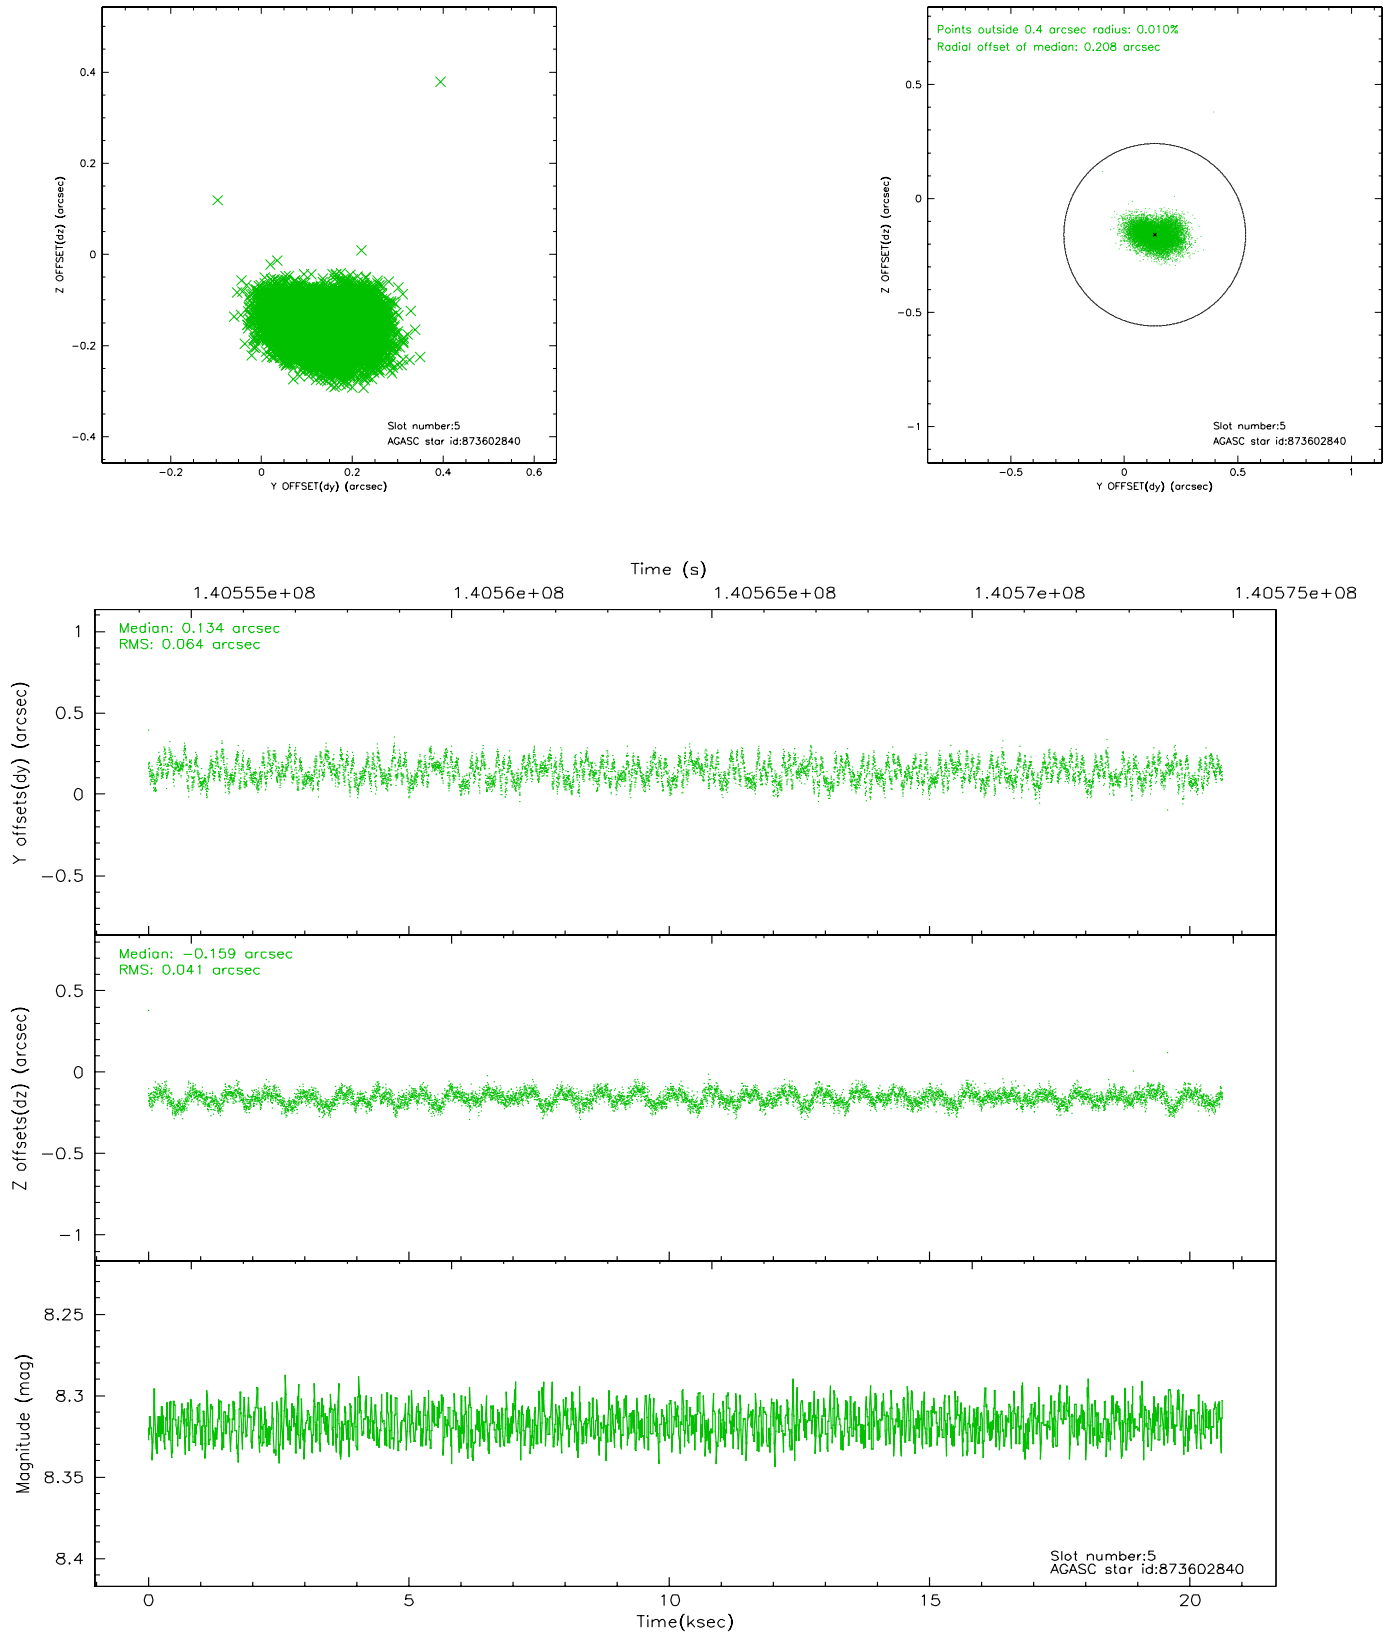 0.4
0.2
0
-0.2
-0.4
Z OFFSET(dz) (arcsec)
Slot number:5
AGASC star id:873602840
-0.2 0 0.2 0.4 0.6
Y OFFSET(dy) (arcsec)
Points outside 0.4 arcsec radius: 0.010%
Radial offset of median: 0.208 arcsec
0.5
0
-0.5
-1
Z OFFSET(dz) (arcsec)
Slot number:5
AGASC star id:873602840
-0.5 0 0.5 1
Y OFFSET(dy) (arcsec)
Time (s)
1.40555e+08 1.4056e+08 1.40565e+08 1.4057e+08 1.40575e+08
Median: 0.134 arcsec
RMS: 0.064 arcsec
1
0.5
0
-0.5
Y offsets(dy) (arcsec)
Median: -0.159 arcsec
RMS: 0.041 arcsec
0.5
0
-0.5
-1
Z offsets(dz) (arcsec)
8.25
8.3
8.35
8.4
Magnitude (mag)
Slot number:5
AGASC star id:873602840
0 5 10 15 20
Time(ksec)